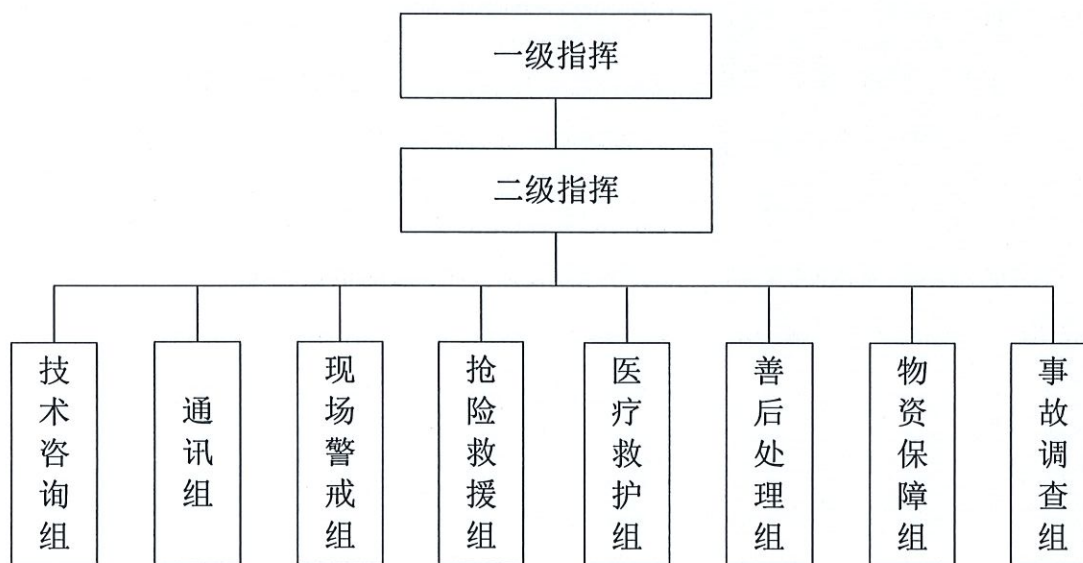 一级指挥
二级指挥
技术咨询组
通讯组
现场警戒组
抢险救援组
医疗救护组
善后处理组
物资保障组
事故调查组